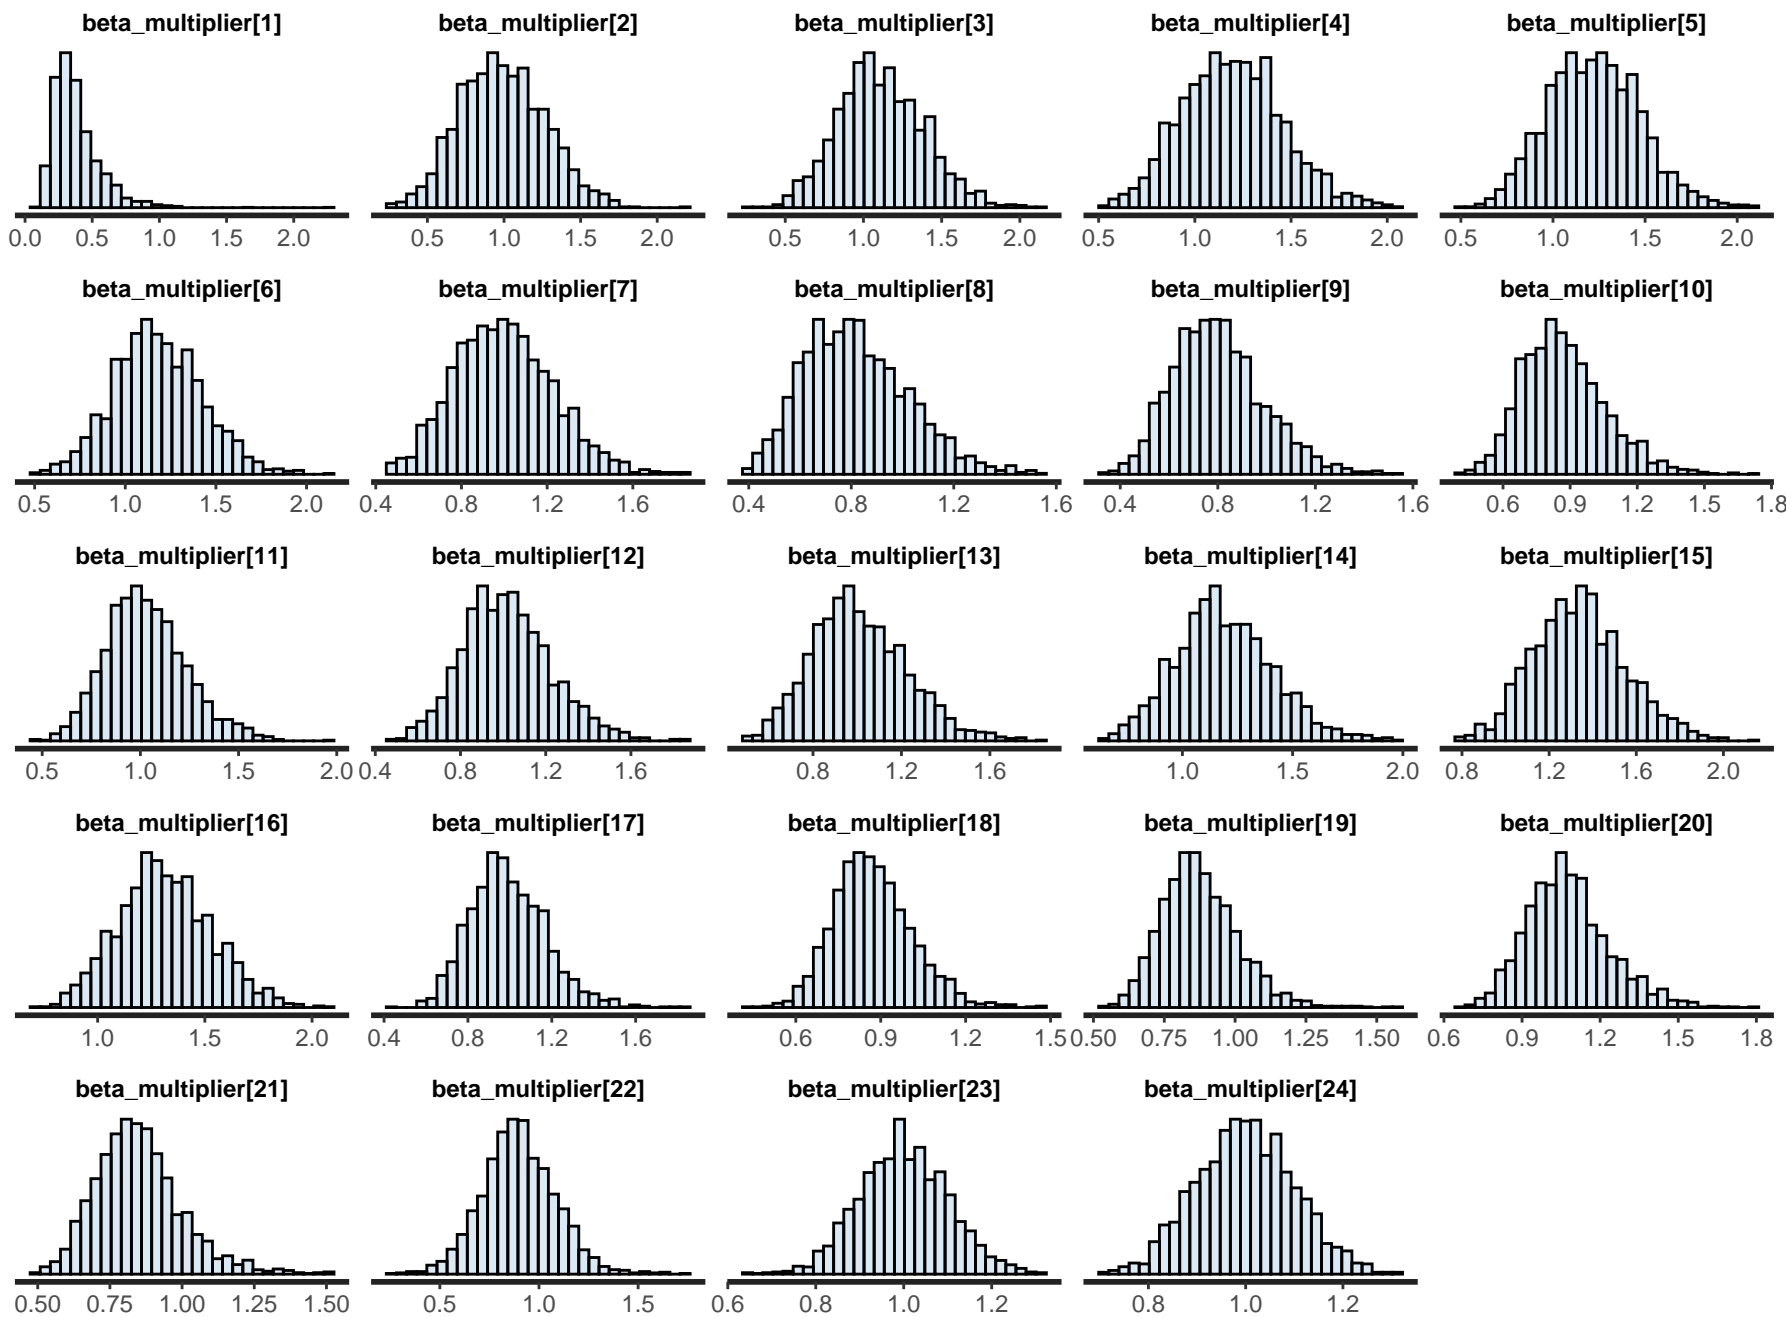 beta_multiplier[1] beta_multiplier[2] beta_multiplier[3] beta_multiplier[4] beta_multiplier[5]
0.0 0.5 1.0 1.5 2.0 0.5 1.0 1.5 2.0 0.5 1.0 1.5 2.0 0.5 1.0 1.5 2.0 0.5 1.0 1.5 2.0
beta_multiplier[6] beta_multiplier[7] beta_multiplier[8] beta_multiplier[9] beta_multiplier[10]
0.5 1.0 1.5 2.0 0.4 0.8 1.2 1.6 0.4 0.8 1.2 1.6 0.4 0.8 1.2 1.6 0.6 0.9 1.2 1.5 1.8
beta_multiplier[11] beta_multiplier[12] beta_multiplier[13] beta_multiplier[14] beta_multiplier[15]
0.5 1.0 1.5 2.0 0.4 0.8 1.2 1.6 0.8 1.2 1.6 1.0 1.5 2.0 0.8 1.2 1.6 2.0
beta_multiplier[16] beta_multiplier[17] beta_multiplier[18] beta_multiplier[19] beta_multiplier[20]
1.0 1.5 2.0 0.4 0.8 1.2 1.6 0.6 0.9 1.2 1.5 0.50 0.75 1.00 1.25 1.50 0.6 0.9 1.2 1.5 1.8
beta_multiplier[21] beta_multiplier[22] beta_multiplier[23] beta_multiplier[24]
0.50 0.75 1.00 1.25 1.50 0.5 1.0 1.5 0.6 0.8 1.0 1.2 0.8 1.0 1.2